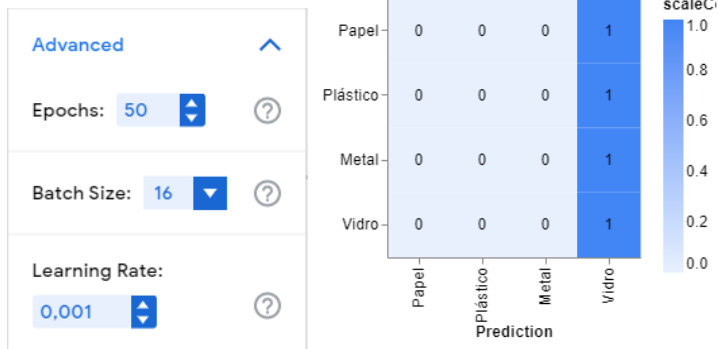 Advanced
Epochs: 50
Batch Size: 16
Learning Rate:
0,001
scaleCo
1.0
0.8
0.6
0.4
0.2
0.0
Papel 0 0 0 1
Plástico 0 0 0 1
Metal 0 0 0 1
Vidro 0 0 0 1
Papel
Plástico
Metal
Vidro
Prediction